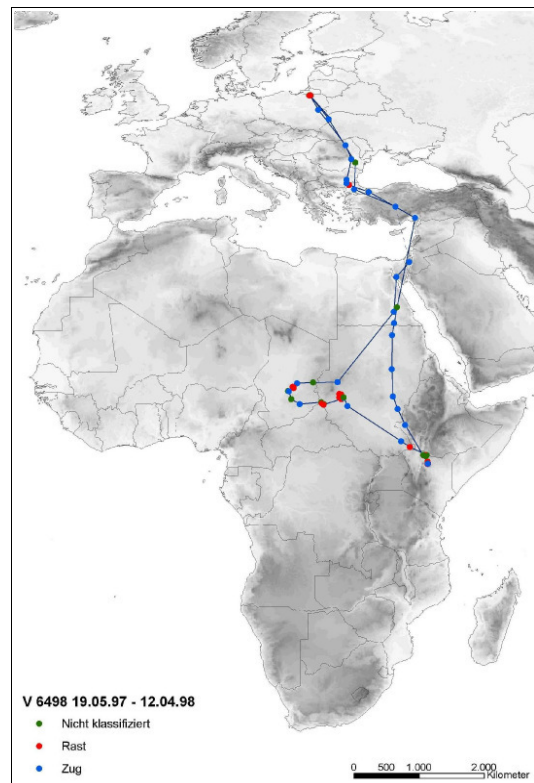 V 6498 19.05.97 - 12.04.98
Nicht klassifiziert
Rast
Zug
0 500 1.000 2.000
Kilometer